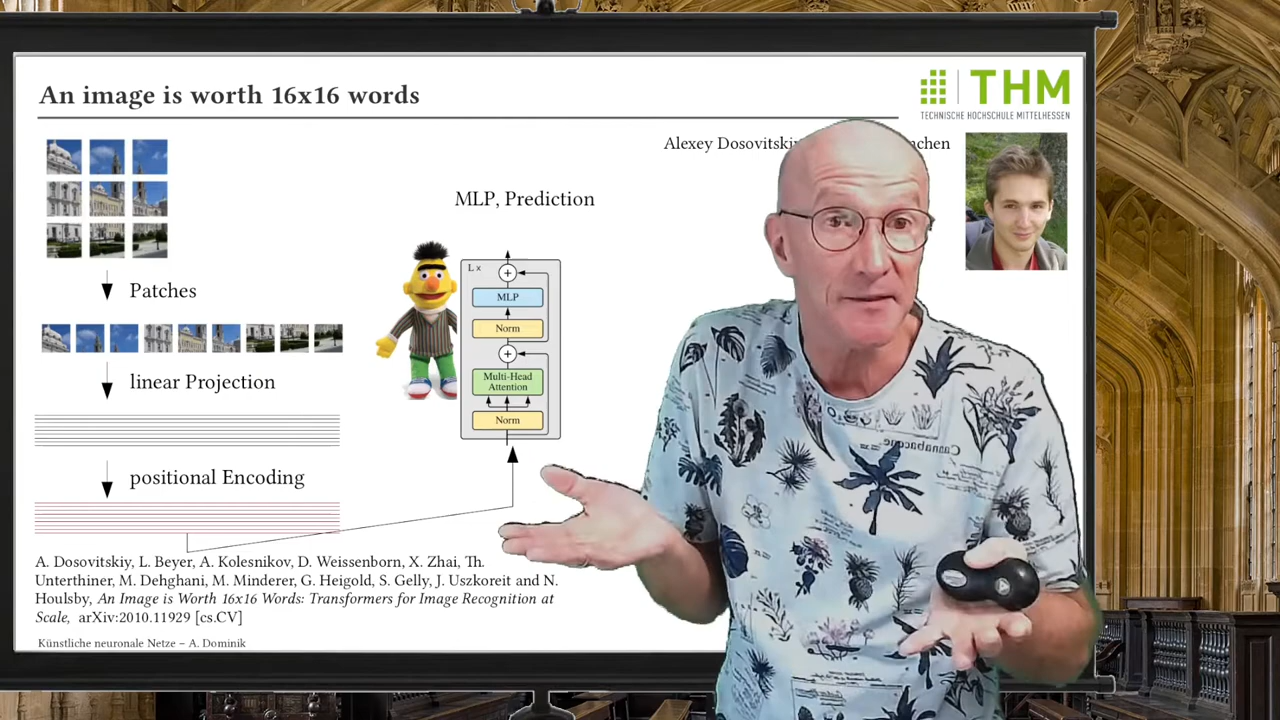 An image is worth 16x16 words
THM
TECHNISCHE HOCHSCHULE MITTELHESSEN
Alexey Dosovitski
nchen
MLP, Prediction
Patches
linear Projection
positional Encoding
L x
+
MLP
Norm
+
Multi-Head
Attention
Norm
A. Dosovitskiy, L. Beyer, A. Kolesnikov, D. Weissenborn, X. Zhai, Th.
Unterthiner, M. Dehghani, M. Minderer, G. Heigold, S. Gelly, J. Uszkoreit and N.
Houlsby, An Image is Worth 16x16 Words: Transformers for Image Recognition at
Scale, arXiv:2010.11929 [cs.CV]
Künstliche neuronale Netze – A. Dominik
Cannabaceae